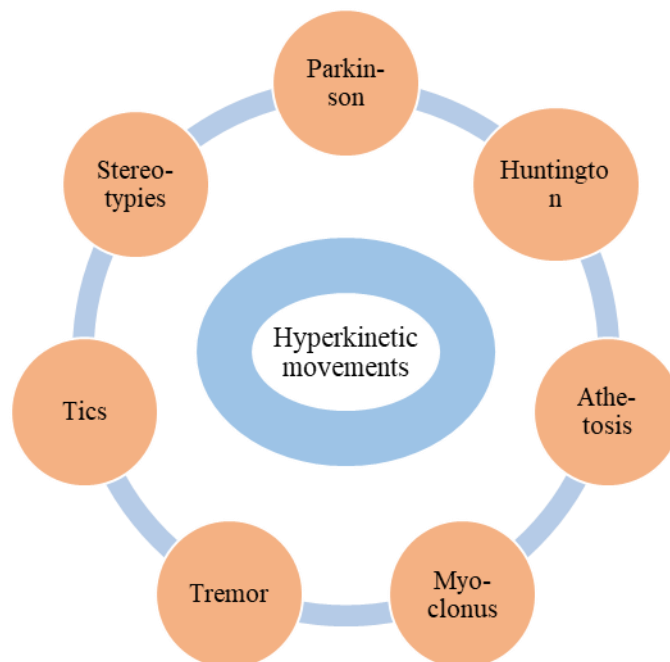 Parkin-
son
Huntingto
n
Athe-
tosis
Myo-
clonus
Tremor
Tics
Stereo-
typies
Hyperkinetic
movements